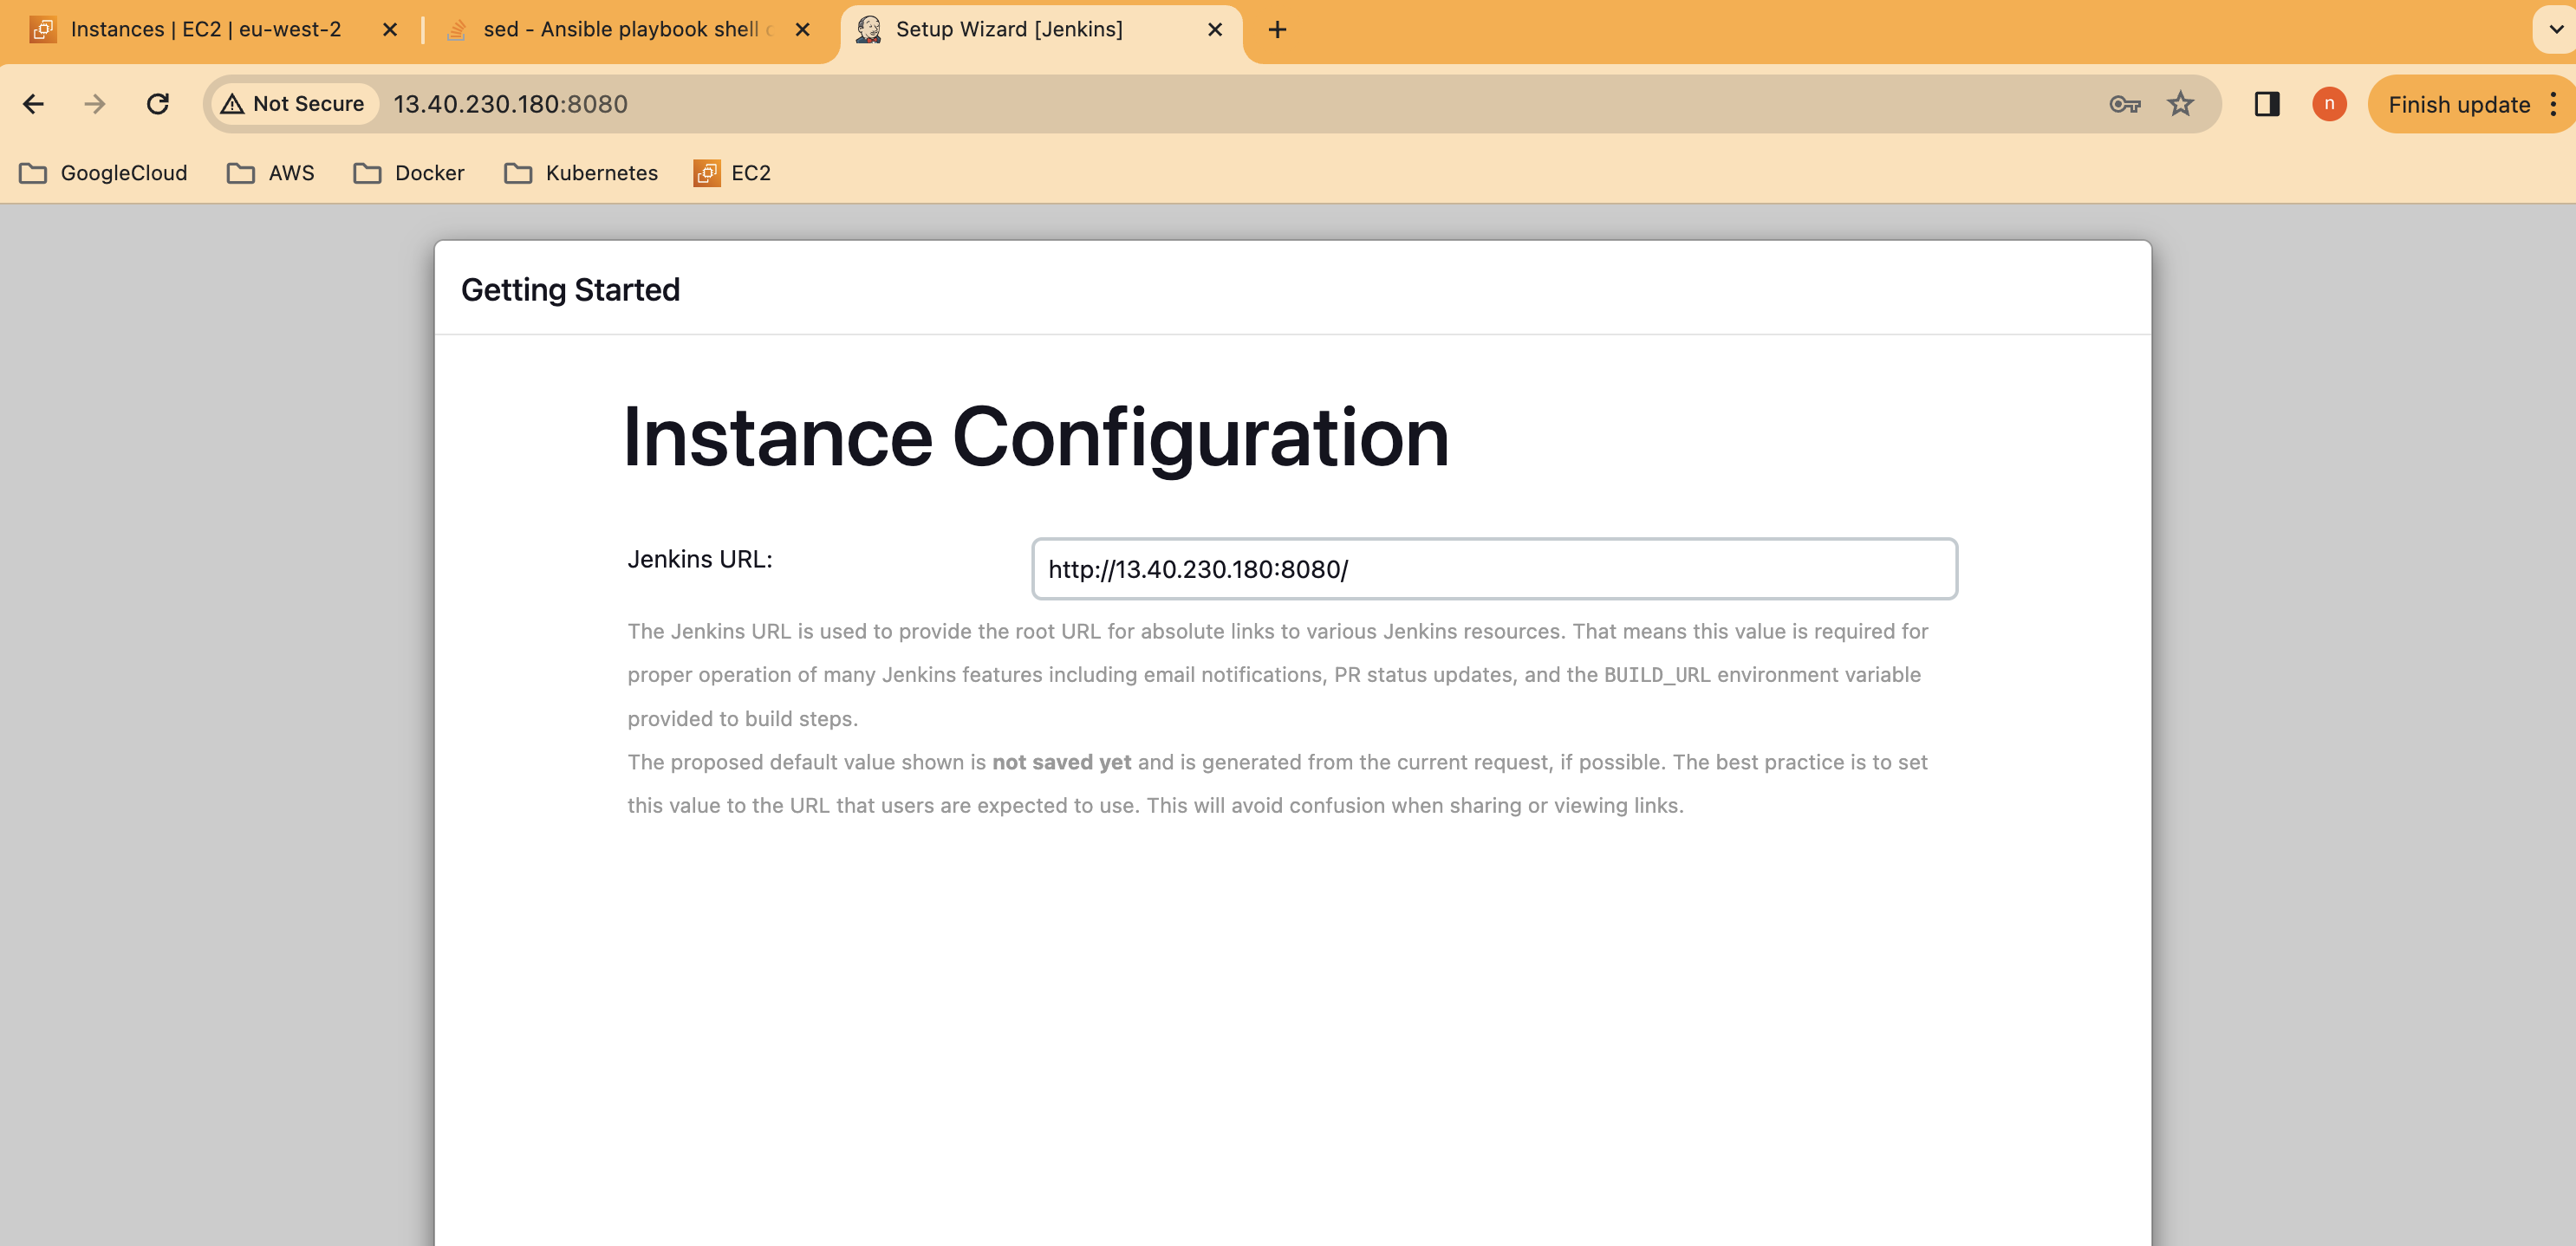 Instances | EC2 | eu-west-2
sed - Ansible playbook shell
Setup Wizard [Jenkins]
Not Secure
13.40.230.180:8080
n
Finish update
GoogleCloud
AWS
Docker
Kubernetes
EC2
Getting Started
Instance Configuration
Jenkins URL:
http://13.40.230.180:8080/
The Jenkins URL is used to provide the root URL for absolute links to various Jenkins resources. That means this value is required for
proper operation of many Jenkins features including email notifications, PR status updates, and the BUILD_URL environment variable
provided to build steps.
The proposed default value shown is not saved yet and is generated from the current request, if possible. The best practice is to set
this value to the URL that users are expected to use. This will avoid confusion when sharing or viewing links.